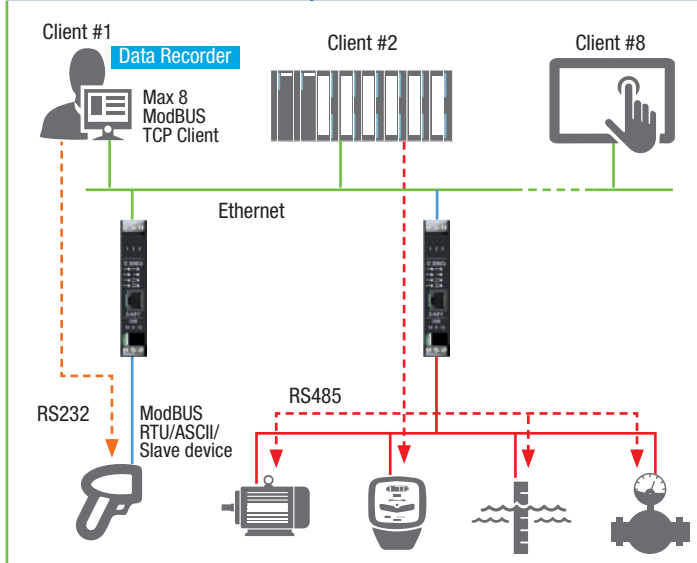 Client #1
Data Recorder
Max 8
ModBUS
TCP Client
Client #2
Client #8
Ethernet
RS232
ModBUS
RTU/ASCII/
Slave device
RS485